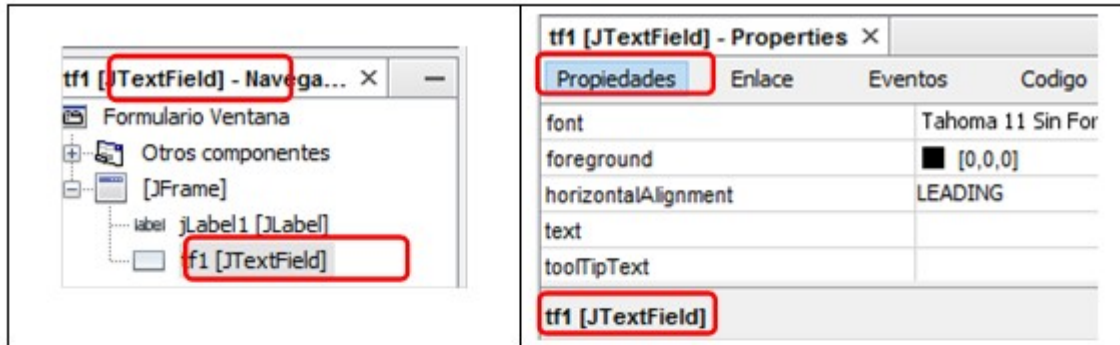 tf1 [JTextField] - Navega...
Formulario Ventana
Otros componentes
[JFrame]
label jLabel1 [JLabel]
tf1 [JTextField]
tf1 [JTextField] - Properties
Propiedades Enlace Eventos Codigo
font Tahoma 11 Sin For
foreground [0,0,0]
horizontalAlignment LEADING
text
toolTipText
tf1 [JTextField]